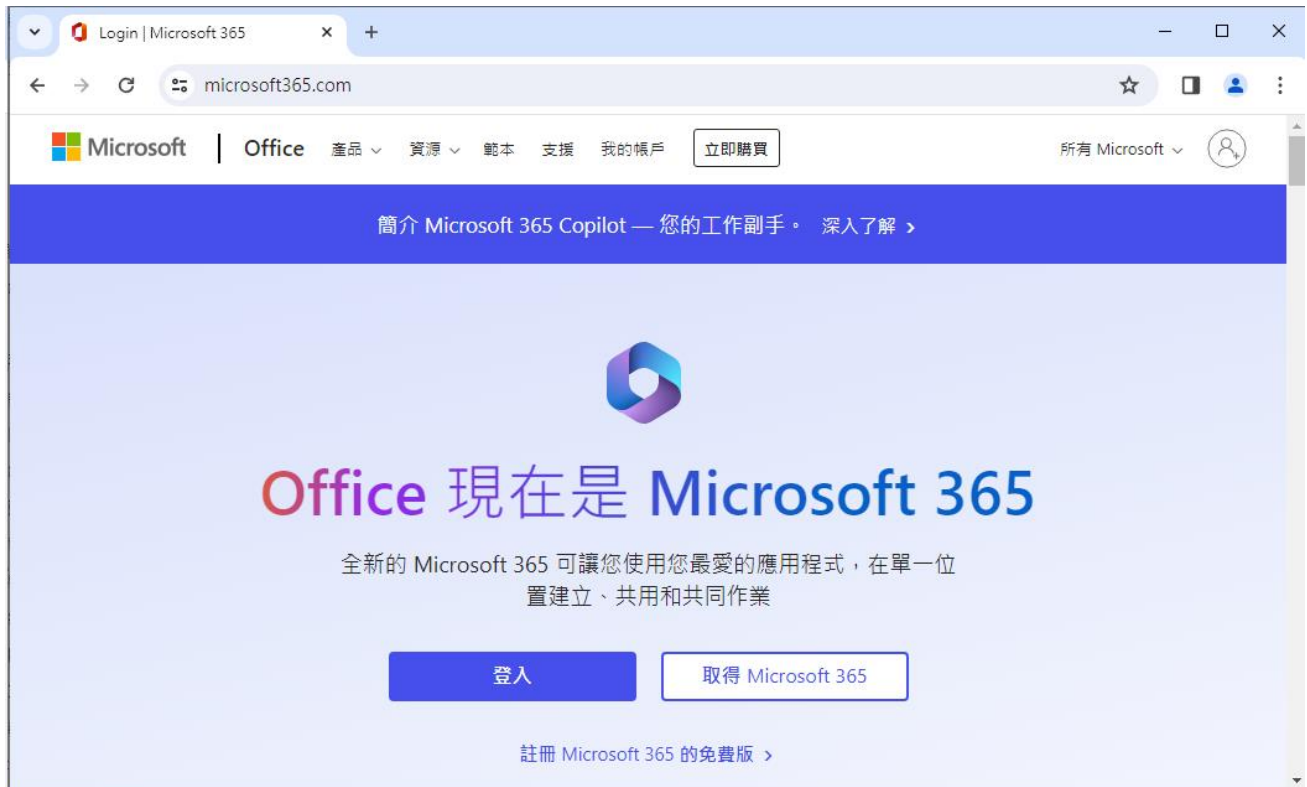 Login | Microsoft 365
microsoft365.com
Microsoft | Office 產品 資源 範本 支援 我的帳戶 立即購買 所有 Microsoft
簡介 Microsoft 365 Copilot — 您的工作副手。 深入了解 >
Office 現在是 Microsoft 365
全新的 Microsoft 365 可讓您使用您最愛的應用程式，在單一位
置建立、共用和共同作業
登入 取得 Microsoft 365
註冊 Microsoft 365 的免費版 >